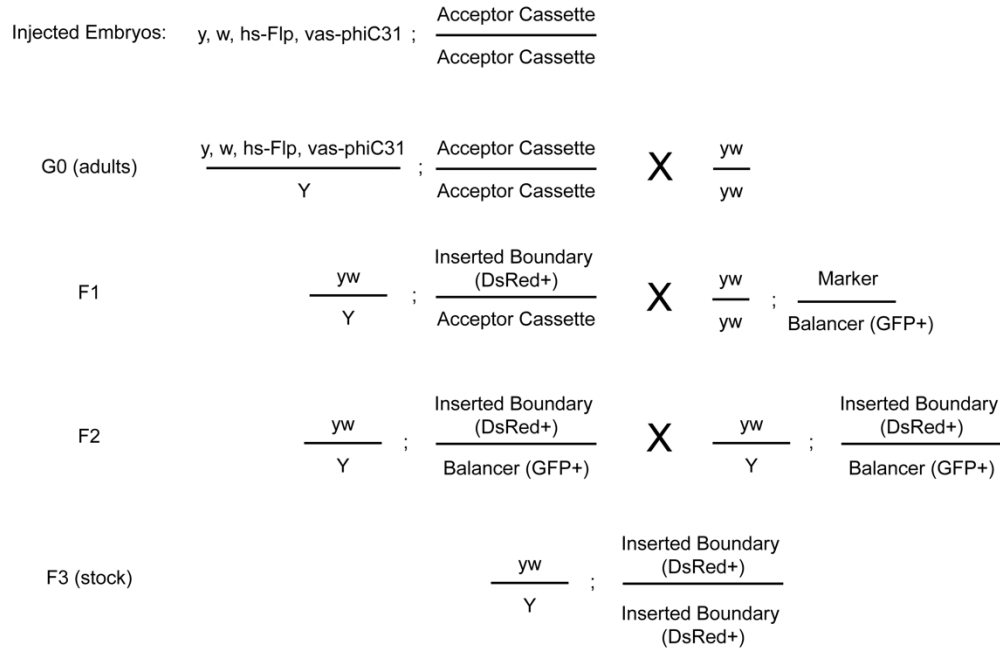 Injected Embryos: y, w, hs-Flp, vas-phiC31 ; Acceptor Cassette
Acceptor Cassette
G0 (adults) y, w, hs-Flp, vas-phiC31 ; Acceptor Cassette X yw
Y Acceptor Cassette yw
F1 yw ; Inserted Boundary (DsRed+) X yw ; Marker
Y Acceptor Cassette yw Balancer (GFP+)
F2 yw ; Inserted Boundary (DsRed+) X yw ; Inserted Boundary (DsRed+)
Y Balancer (GFP+) Y Balancer (GFP+)
F3 (stock) yw ; Inserted Boundary (DsRed+)
Y Inserted Boundary (DsRed+)